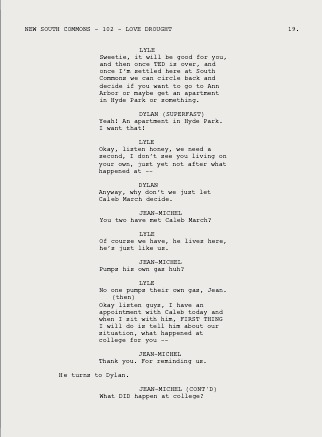 NEW SOUTH COMMONS - 102 - LOVE DROUGHT 19.
LYLE
Sweetie, it will be good for you,
and then once TED is over, and
once I'm settled here at South
Commons we can circle back and
decide if you want to go to Ann
Arbor or maybe get an apartment
in Hyde Park or something.
DYLAN (SUPERFAST)
Yeah! An apartment in Hyde Park.
I want that!
LYLE
Okay, listen honey, we need a
second, I don't see you living on
your own, just yet not after what
happened at --
DYLAN
Anyway, why don't we just let
Caleb March decide.
JEAN-MICHEL
You two have met Caleb March?
LYLE
Of course we have, he lives here,
he's just like us.
JEAN-MICHEL
Pumps his own gas huh?
LYLE
No one pumps their own gas, Jean.
(then)
Okay listen guys, I have an
appointment with Caleb today and
when I sit with him, FIRST THING
I will do is tell him about our
situation, what happened at
college for you --
JEAN-MICHEL
Thank you. For reminding us.
He turns to Dylan.
JEAN-MICHEL (CONT'D)
What DID happen at college?